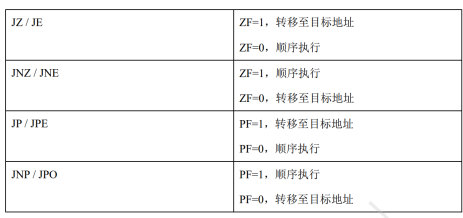 JZ / JE
ZF=1，转移至目标地址
ZF=0，顺序执行
JNZ / JNE
ZF=1，顺序执行
ZF=0，转移至目标地址
JP / JPE
PF=1，转移至目标地址
PF=0，顺序执行
JNP / JPO
PF=1，顺序执行
PF=0，转移至目标地址